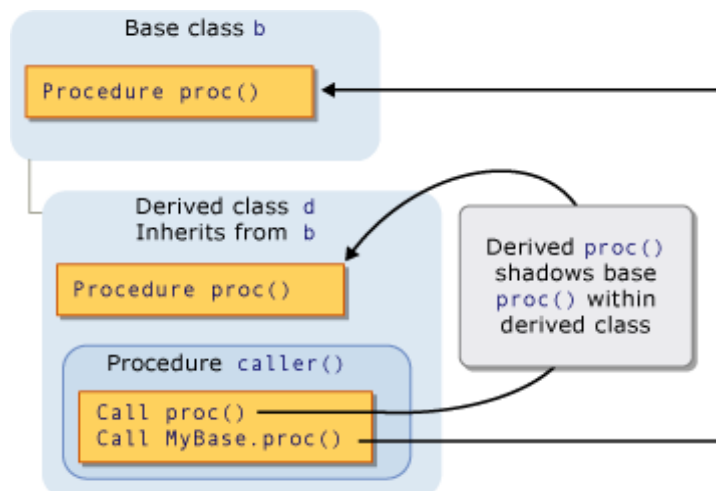 Base class b
Procedure proc()
Derived class d
Inherits from b
Procedure proc()
Derived proc()
shadows base
proc() within
derived class
Procedure caller()
Call proc()
Call MyBase.proc()